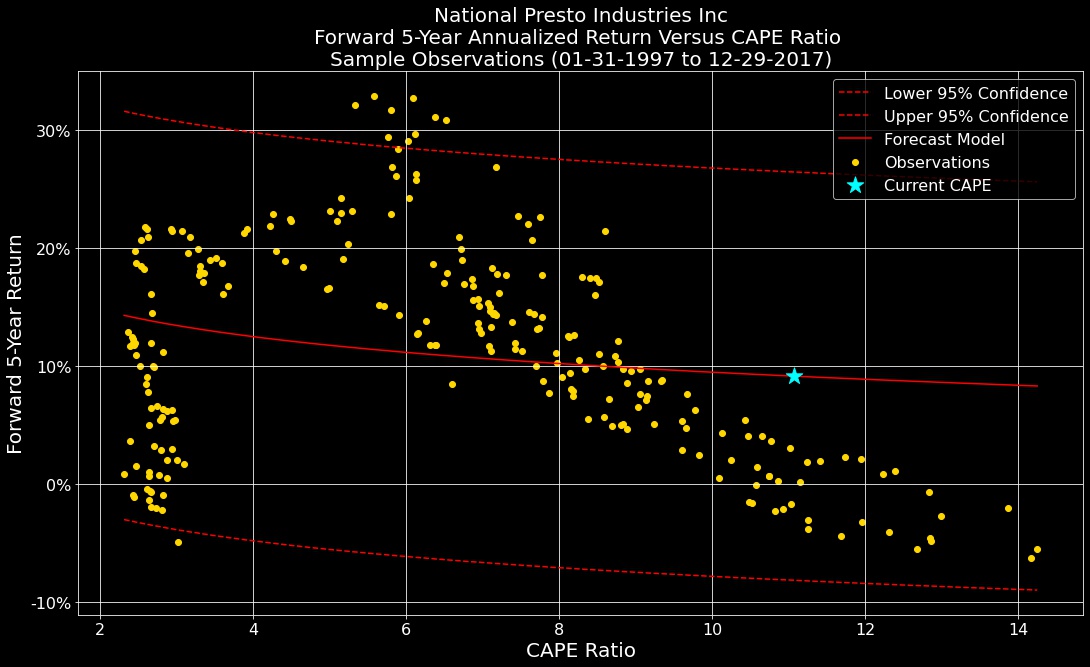 National Presto Industries Inc
Forward 5-Year Annualized Return Versus CAPE Ratio
Sample Observations (01-31-1997 to 12-29-2017)
Lower 95% Confidence
Upper 95% Confidence
Forecast Model
Observations
Current CAPE
Forward 5-Year Return
30%
20%
10%
0%
-10%
2 4 6 8 10 12 14
CAPE Ratio